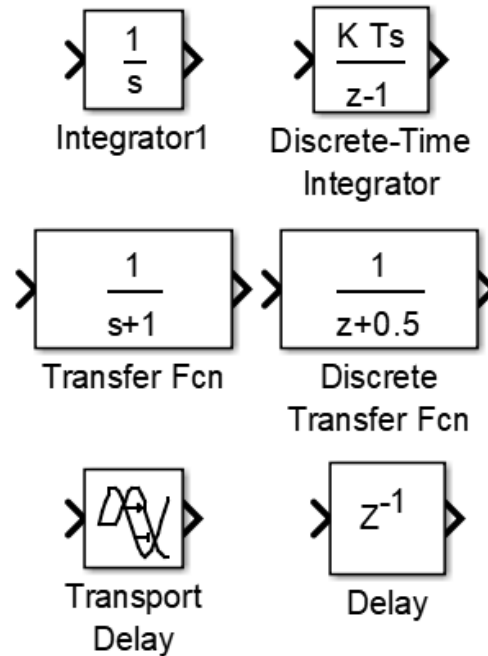 1
s
Integrator1
K Ts
z-1
Discrete-Time
Integrator
1
s+1
Transfer Fcn
1
z+0.5
Discrete
Transfer Fcn
Transport
Delay
Z-1
Delay